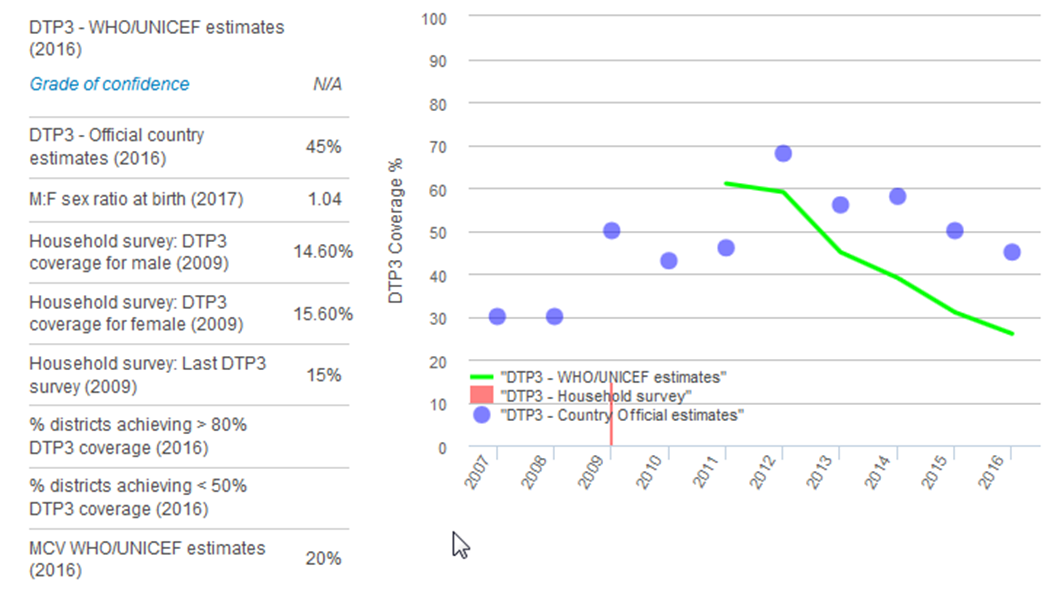 DTP3 - WHO/UNICEF estimates
(2016)
Grade of confidence N/A
DTP3 - Official country
estimates (2016) 45%
M:F sex ratio at birth (2017) 1.04
Household survey: DTP3
coverage for male (2009) 14.60%
Household survey: DTP3
coverage for female (2009) 15.60%
Household survey: Last DTP3
survey (2009) 15%
% districts achieving > 80%
DTP3 coverage (2016)
% districts achieving < 50%
DTP3 coverage (2016)
MCV WHO/UNICEF estimates
(2016) 20%
DTP3 Coverage %
100
90
80
70
60
50
40
30
20
10
0
"DTP3 - WHO/UNICEF estimates"
"DTP3 - Household survey"
"DTP3 - Country Official estimates"
2007 2008 2009 2010 2011 2012 2013 2014 2015 2016